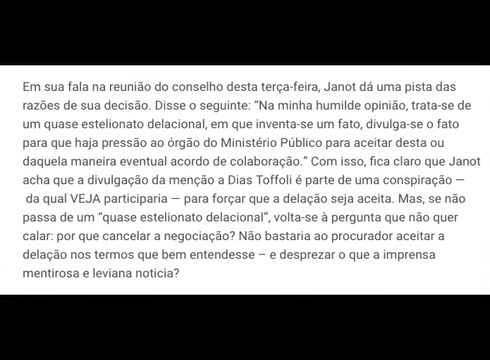 Em sua fala na reunião do conselho desta terça-feira, Janot dá uma pista das
razões de sua decisão. Disse o seguinte: “Na minha humilde opinião, trata-se de
um quase estelionato delacional, em que inventa-se um fato, divulga-se o fato
para que haja pressão ao órgão do Ministério Público para aceitar desta ou
daquela maneira eventual acordo de colaboração.” Com isso, fica claro que Janot
acha que a divulgação da menção a Dias Toffoli é parte de uma conspiração —
da qual VEJA participaria — para forçar que a delação seja aceita. Mas, se não
passa de um “quase estelionato delacional”, volta-se à pergunta que não quer
calar: por que cancelar a negociação? Não bastaria ao procurador aceitar a
delação nos termos que bem entendesse – e desprezar o que a imprensa
mentirosa e leviana noticia?